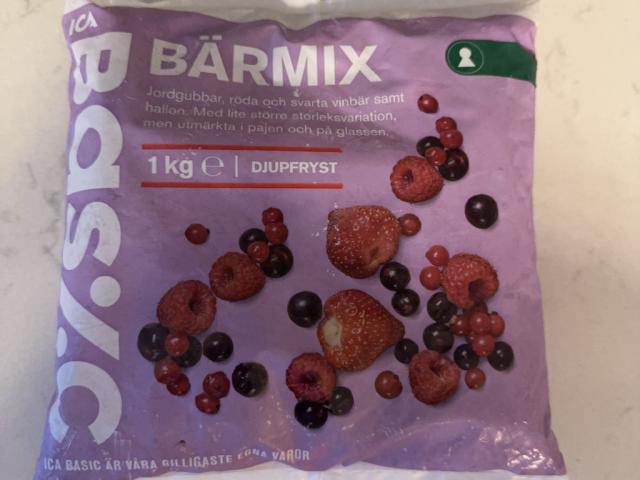 ICA
Bas%c
BÄRMIX
Jordgubbar, röda och svarta vinbär samt
hallon. Med lite större storleksvariation,
men utmärkta i pajen och på glassen.
1 kg ℮ | DJUPFRYST
ICA BASIC ÄR VÅRA BILLIGASTE EGNA VAROR